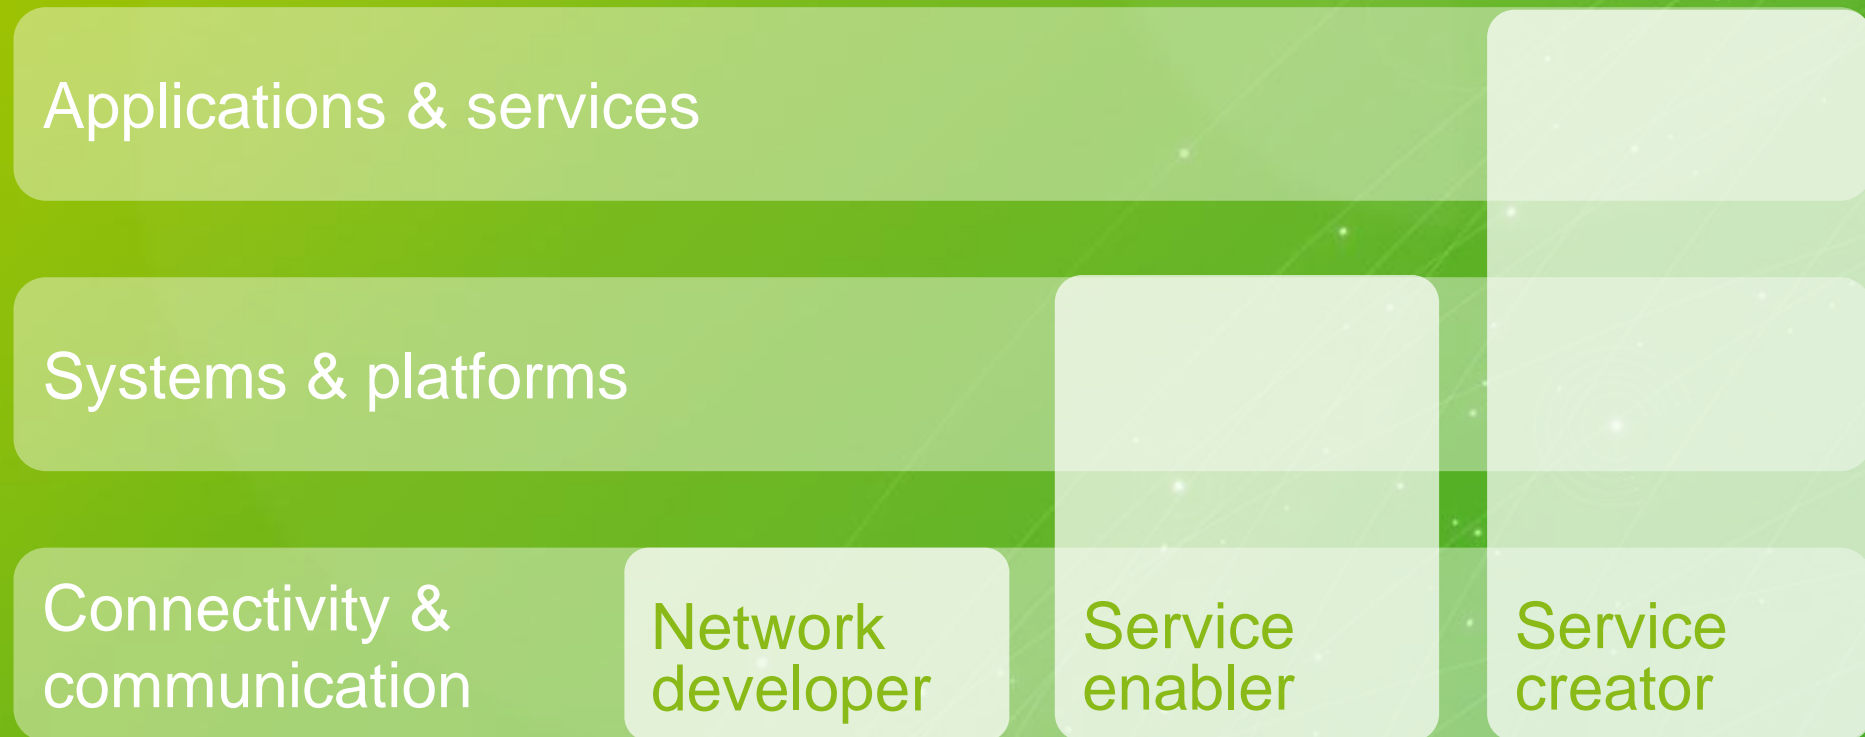 Applications & services
Systems & platforms
Connectivity &
communication
Network
developer
Service
enabler
Service
creator